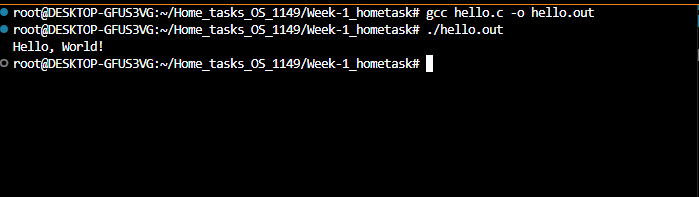 root@DESKTOP-GFUS3VG:~/Home_tasks_OS_1149/Week-1_hometask# gcc hello.c -o hello.out
root@DESKTOP-GFUS3VG:~/Home_tasks_OS_1149/Week-1_hometask# ./hello.out
Hello, World!
root@DESKTOP-GFUS3VG:~/Home_tasks_OS_1149/Week-1_hometask#